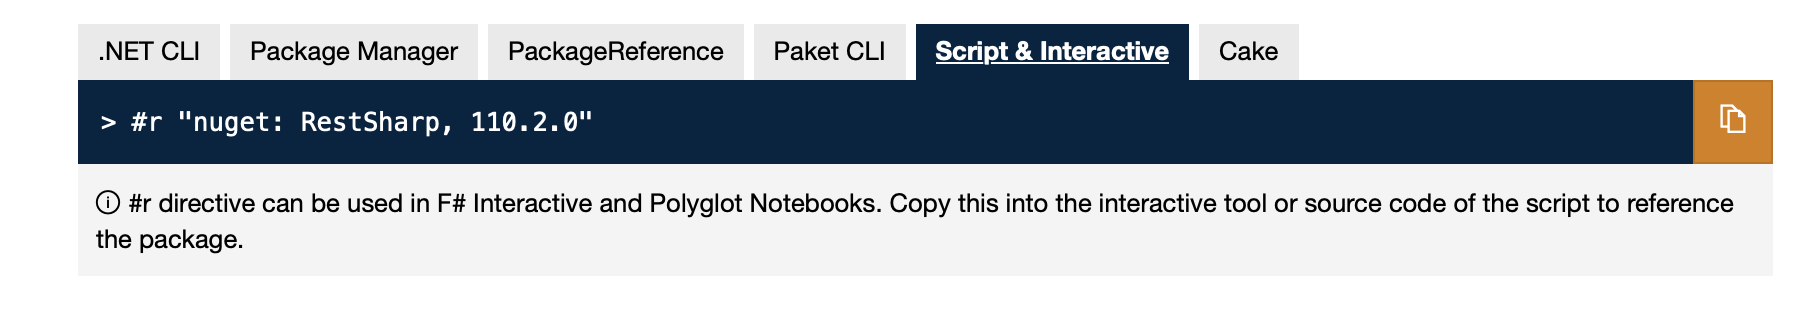 .NET CLI Package Manager PackageReference Paket CLI Script & Interactive Cake
> #r "nuget: RestSharp, 110.2.0"
#r directive can be used in F# Interactive and Polyglot Notebooks. Copy this into the interactive tool or source code of the script to reference
the package.